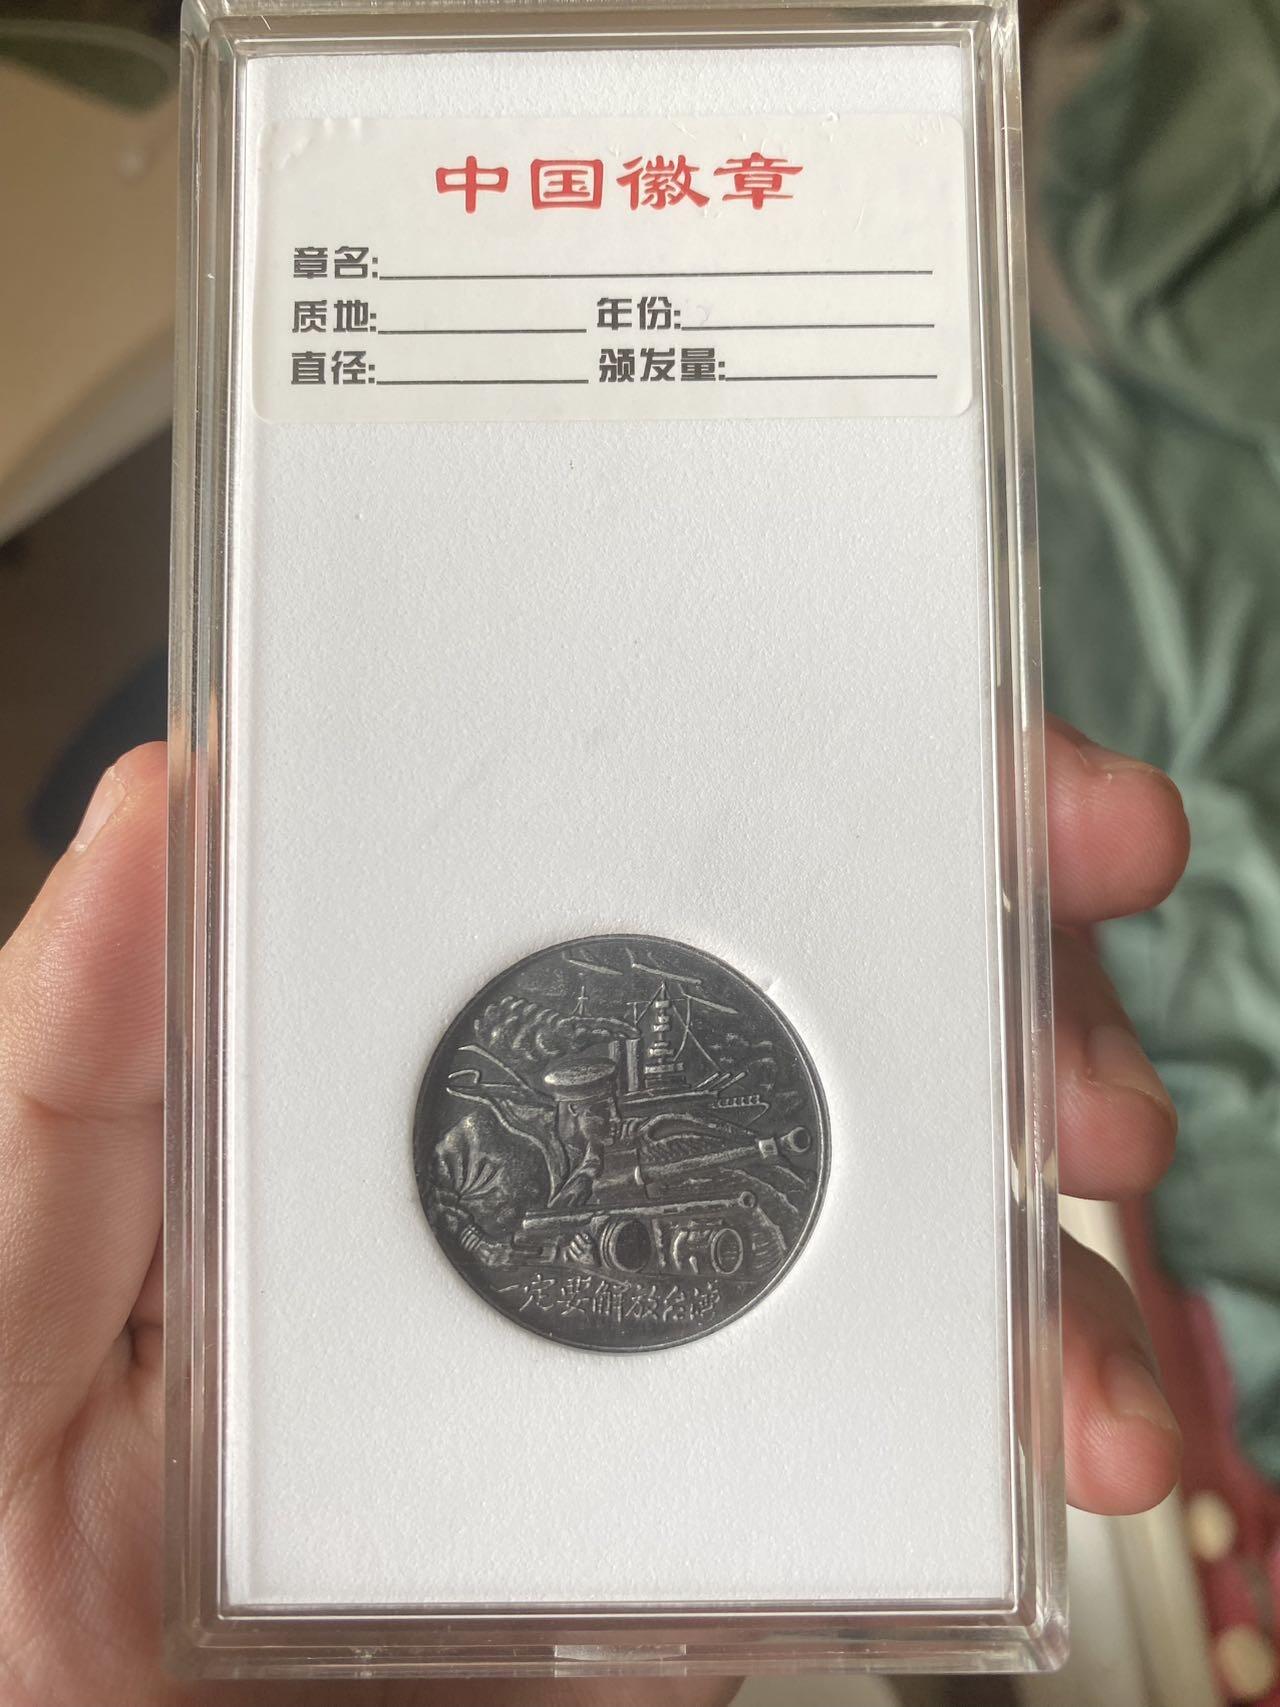 中国徽章
章名:
质地: 年份:
直径: 颁发量:
一定要解放台湾